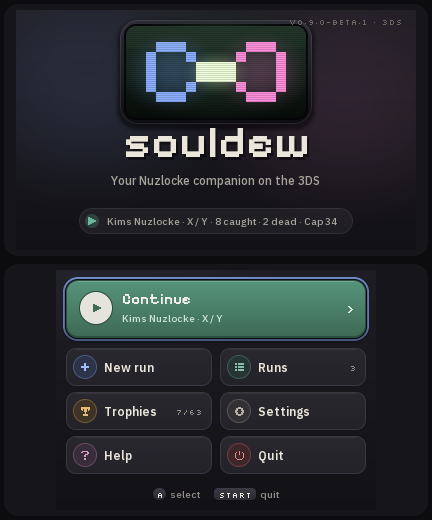 V0.9.0-BETA.1 · 3DS
souldew
Your Nuzlocke companion on the 3DS
Kims Nuzlocke · X / Y · 8 caught · 2 dead · Cap 34
Continue
Kims Nuzlocke · X / Y
New run
Runs 3
Trophies 7/63
Settings
Help
Quit
A select START quit